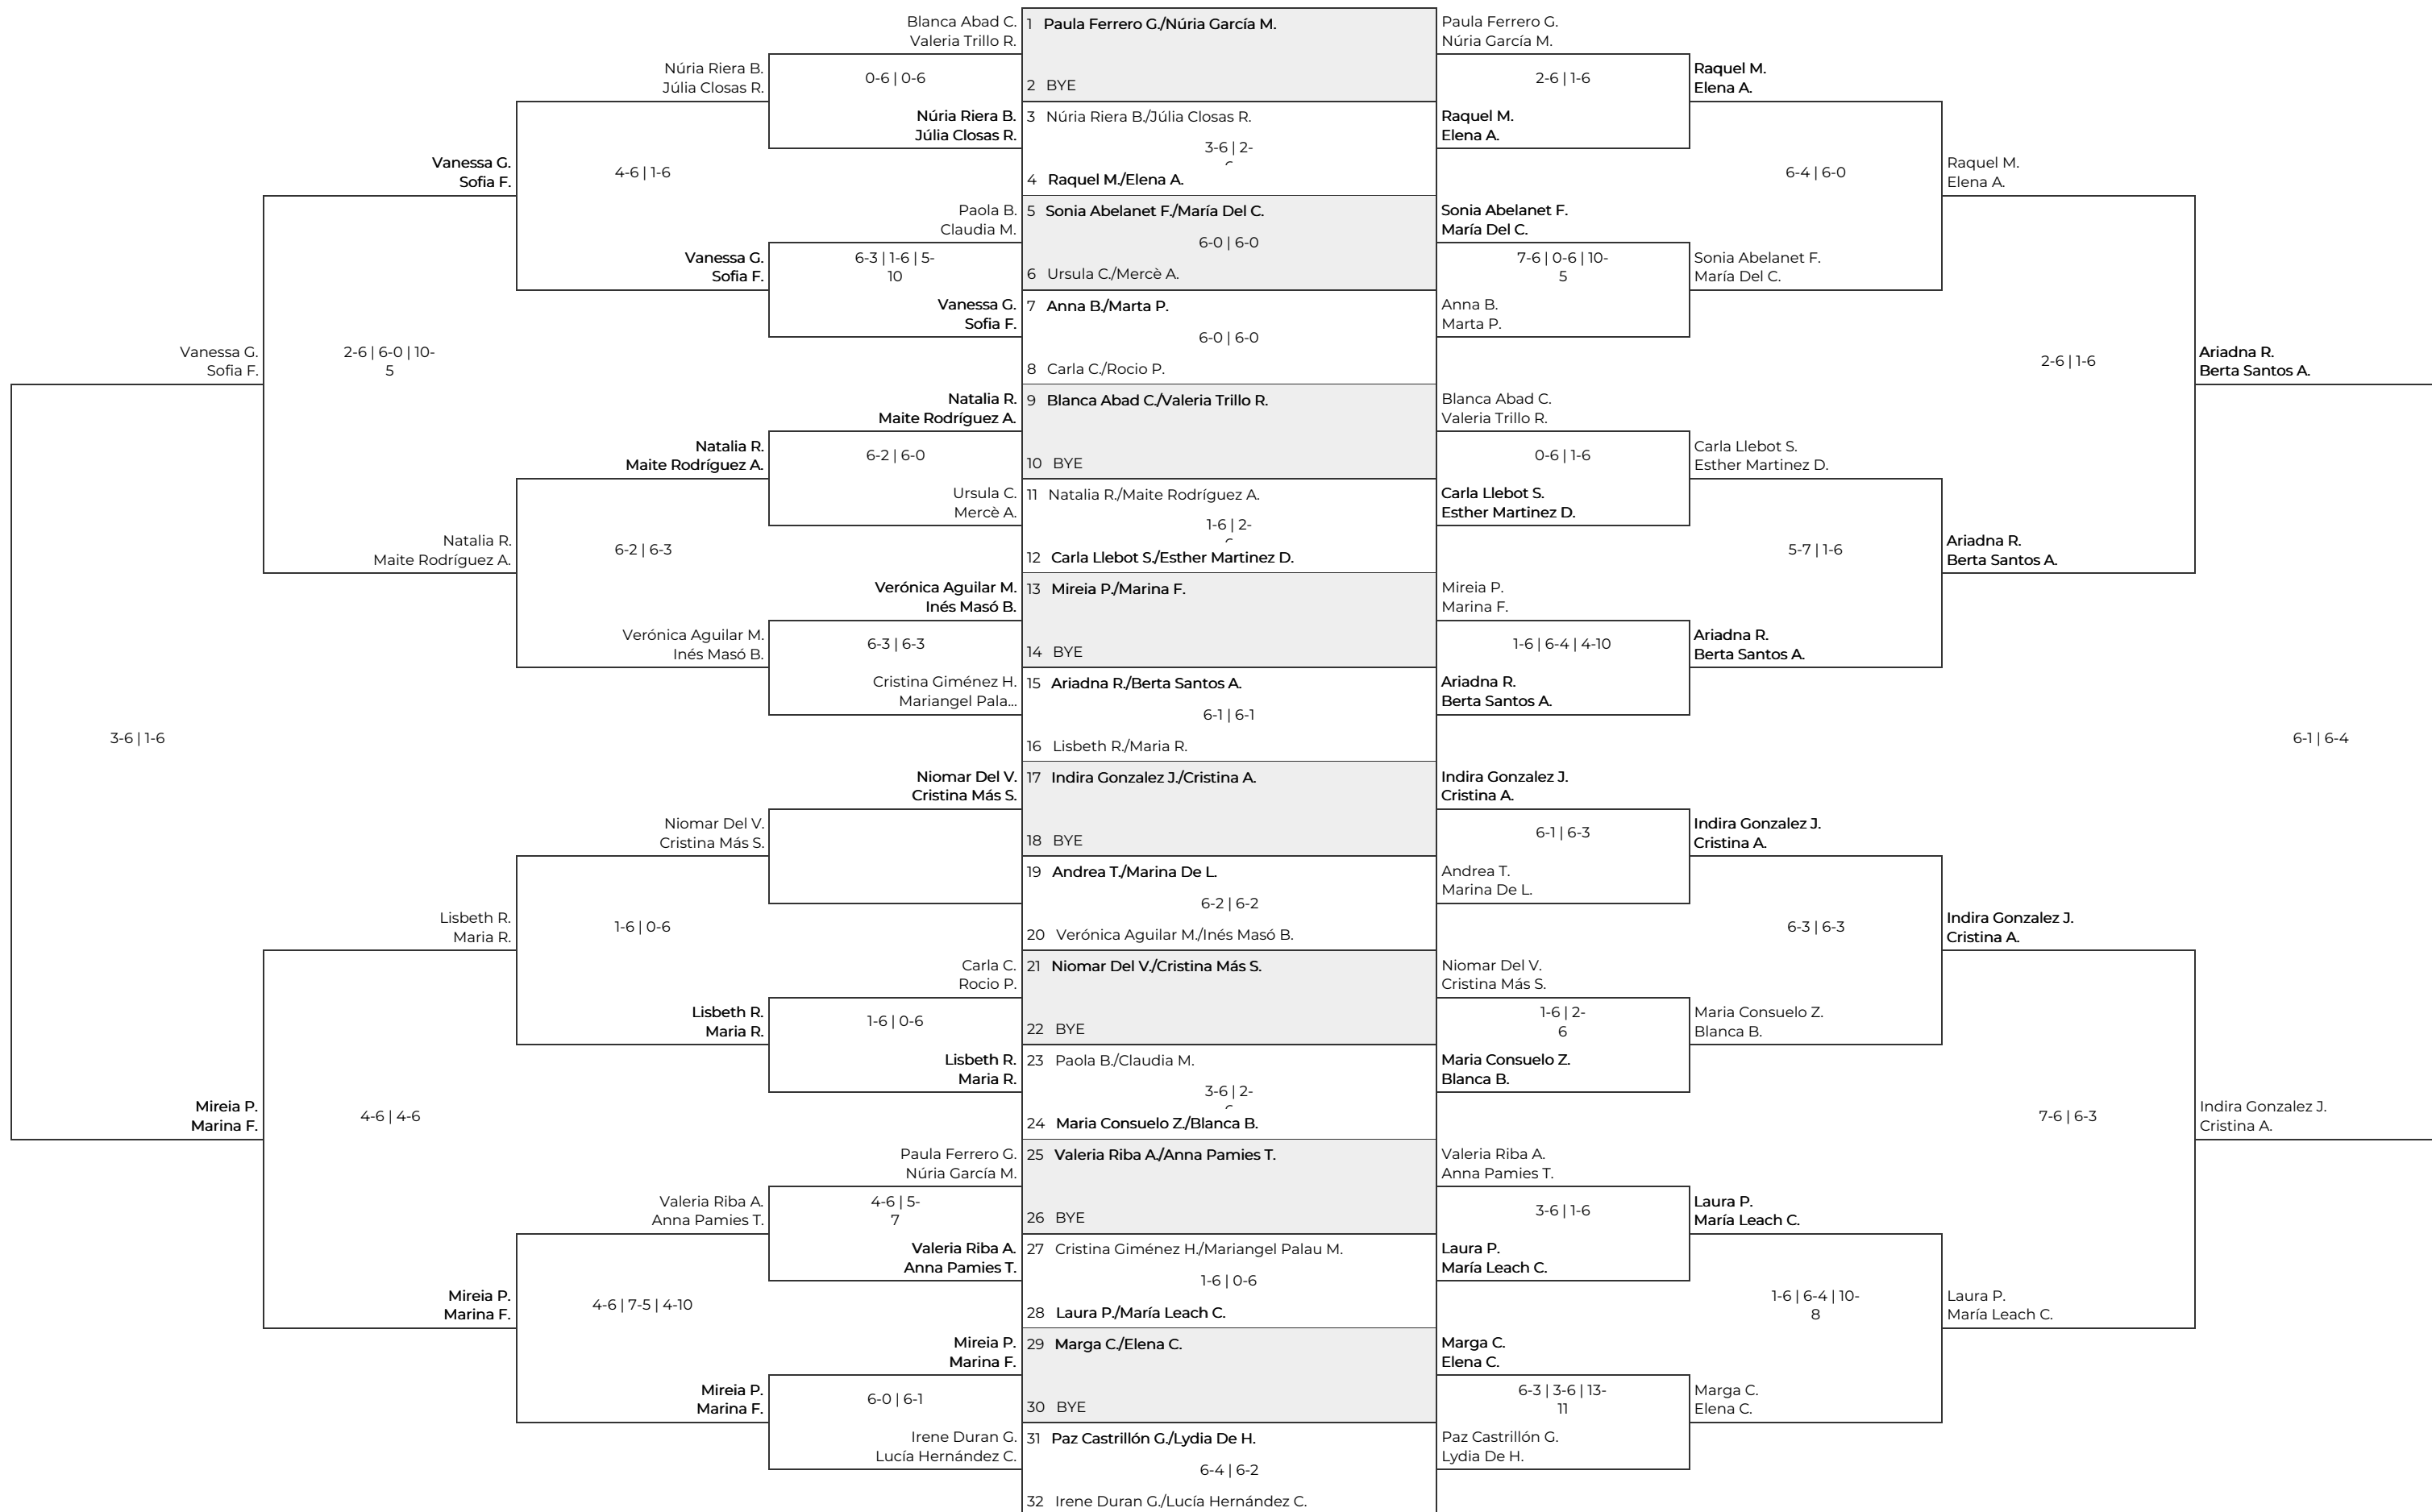 Vanessa G.
Sofia F.
3-6 | 1-6
Mireia P.
Marina F.
Vanessa G.
Sofia F.
2-6 | 6-0 | 10-
5
Natalia R.
Maite Rodríguez A.
Lisbeth R.
Maria R.
4-6 | 4-6
Mireia P.
Marina F.
Núria Riera B.
Júlia Closas R.
4-6 | 1-6
Vanessa G.
Sofia F.
Natalia R.
Maite Rodríguez A.
6-2 | 6-3
Verónica Aguilar M.
Inés Masó B.
Niomar Del V.
Cristina Más S.
1-6 | 0-6
Lisbeth R.
Maria R.
Valeria Riba A.
Anna Pamies T.
4-6 | 7-5 | 4-10
Mireia P.
Marina F.
Blanca Abad C.
Valeria Trillo R.
0-6 | 0-6
Núria Riera B.
Júlia Closas R.
Paola B.
Claudia M.
6-3 | 1-6 | 5-
10
Vanessa G.
Sofia F.
Natalia R.
Maite Rodríguez A.
6-2 | 6-0
Ursula C.
Mercè A.
Verónica Aguilar M.
Inés Masó B.
6-3 | 6-3
Cristina Giménez H.
Mariangel Pala...
Niomar Del V.
Cristina Más S.
Carla C.
Rocio P.
1-6 | 0-6
Lisbeth R.
Maria R.
Paula Ferrero G.
Núria García M.
4-6 | 5-
7
Valeria Riba A.
Anna Pamies T.
Mireia P.
Marina F.
6-0 | 6-1
Irene Duran G.
Lucía Hernández C.
1 Paula Ferrero G./Núria García M.
2 BYE
3 Núria Riera B./Júlia Closas R.
3-6 | 2-
4 Raquel M./Elena A.
5 Sonia Abelanet F./María Del C.
6-0 | 6-0
6 Ursula C./Mercè A.
7 Anna B./Marta P.
6-0 | 6-0
8 Carla C./Rocio P.
9 Blanca Abad C./Valeria Trillo R.
10 BYE
11 Natalia R./Maite Rodríguez A.
1-6 | 2-
12 Carla Llebot S./Esther Martinez D.
13 Mireia P./Marina F.
14 BYE
15 Ariadna R./Berta Santos A.
6-1 | 6-1
16 Lisbeth R./Maria R.
17 Indira Gonzalez J./Cristina A.
18 BYE
19 Andrea T./Marina De L.
6-2 | 6-2
20 Verónica Aguilar M./Inés Masó B.
21 Niomar Del V./Cristina Más S.
22 BYE
23 Paola B./Claudia M.
3-6 | 2-
24 Maria Consuelo Z./Blanca B.
25 Valeria Riba A./Anna Pamies T.
26 BYE
27 Cristina Giménez H./Mariangel Palau M.
1-6 | 0-6
28 Laura P./María Leach C.
29 Marga C./Elena C.
30 BYE
31 Paz Castrillón G./Lydia De H.
6-4 | 6-2
32 Irene Duran G./Lucía Hernández C.
Paula Ferrero G.
Núria García M.
2-6 | 1-6
Raquel M.
Elena A.
Sonia Abelanet F.
María Del C.
7-6 | 0-6 | 10-
5
Anna B.
Marta P.
Blanca Abad C.
Valeria Trillo R.
0-6 | 1-6
Carla Llebot S.
Esther Martinez D.
Mireia P.
Marina F.
1-6 | 6-4 | 4-10
Ariadna R.
Berta Santos A.
Indira Gonzalez J.
Cristina A.
6-1 | 6-3
Andrea T.
Marina De L.
Niomar Del V.
Cristina Más S.
1-6 | 2-
6
Maria Consuelo Z.
Blanca B.
Valeria Riba A.
Anna Pamies T.
3-6 | 1-6
Laura P.
María Leach C.
Marga C.
Elena C.
6-3 | 3-6 | 13-
11
Paz Castrillón G.
Lydia De H.
Raquel M.
Elena A.
6-4 | 6-0
Sonia Abelanet F.
María Del C.
Carla Llebot S.
Esther Martinez D.
5-7 | 1-6
Ariadna R.
Berta Santos A.
Indira Gonzalez J.
Cristina A.
6-3 | 6-3
Maria Consuelo Z.
Blanca B.
Laura P.
María Leach C.
1-6 | 6-4 | 10-
8
Marga C.
Elena C.
Raquel M.
Elena A.
2-6 | 1-6
Ariadna R.
Berta Santos A.
Indira Gonzalez J.
Cristina A.
7-6 | 6-3
Laura P.
María Leach C.
Ariadna R.
Berta Santos A.
6-1 | 6-4
Indira Gonzalez J.
Cristina A.